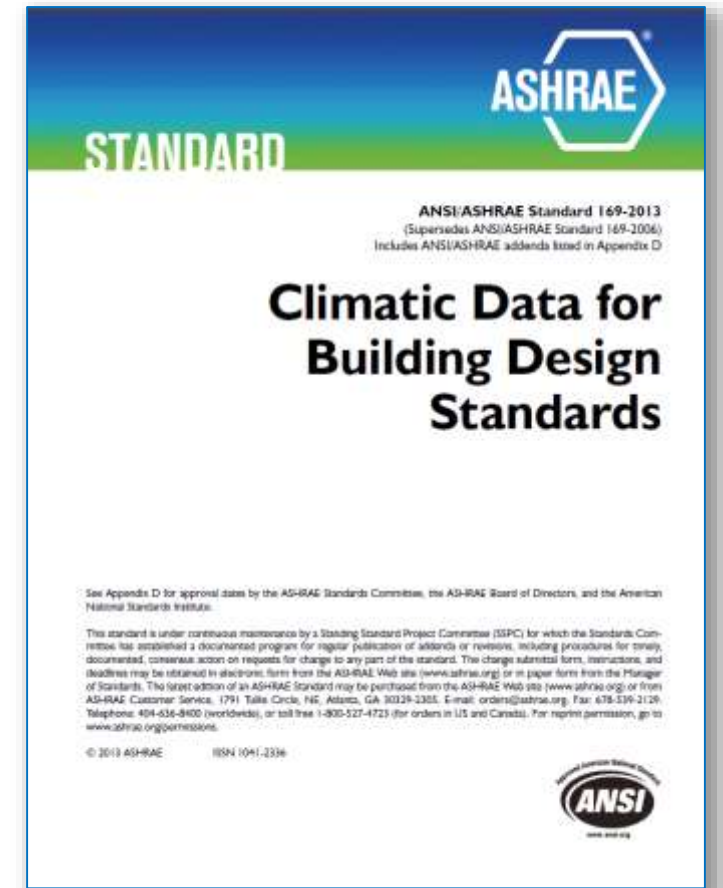 ASHRAE®
STANDARD
ANSI/ASHRAE Standard 169-2013
(Supersedes ANSI/ASHRAE Standard 169-2006)
Includes ANSI/ASHRAE addenda listed in Appendix D
Climatic Data for
Building Design
Standards
See Appendix D for approval dates by the ASHRAE Standards Committee, the ASHRAE Board of Directors, and the American
National Standards Institute.
This standard is under continuous maintenance by a Standing Standard Project Committee (SSPC) for which the Standards Com-
mittee has established a documented program for regular publication of addenda or revisions, including procedures for timely,
documented, consensus action on requests for change to any part of the standard. The change submittal form, instructions, and
deadlines may be obtained in electronic form from the ASHRAE Web site (www.ashrae.org) or in paper form from the Manager
of Standards. The latest edition of an ASHRAE Standard may be purchased from the ASHRAE Web site (www.ashrae.org) or from
ASHRAE Customer Service, 1791 Tullie Circle, NE, Atlanta, GA 30329-2305. E-mail: orders@ashrae.org. Fax: 678-539-2129.
Telephone: 404-636-8400 (worldwide), or toll free 1-800-527-4723 (for orders in US and Canada). For reprint permission, go to
www.ashrae.org/permissions.
© 2013 ASHRAE ISSN 1041-2336
Approved American National Standard
ANSI
www.ansi.org